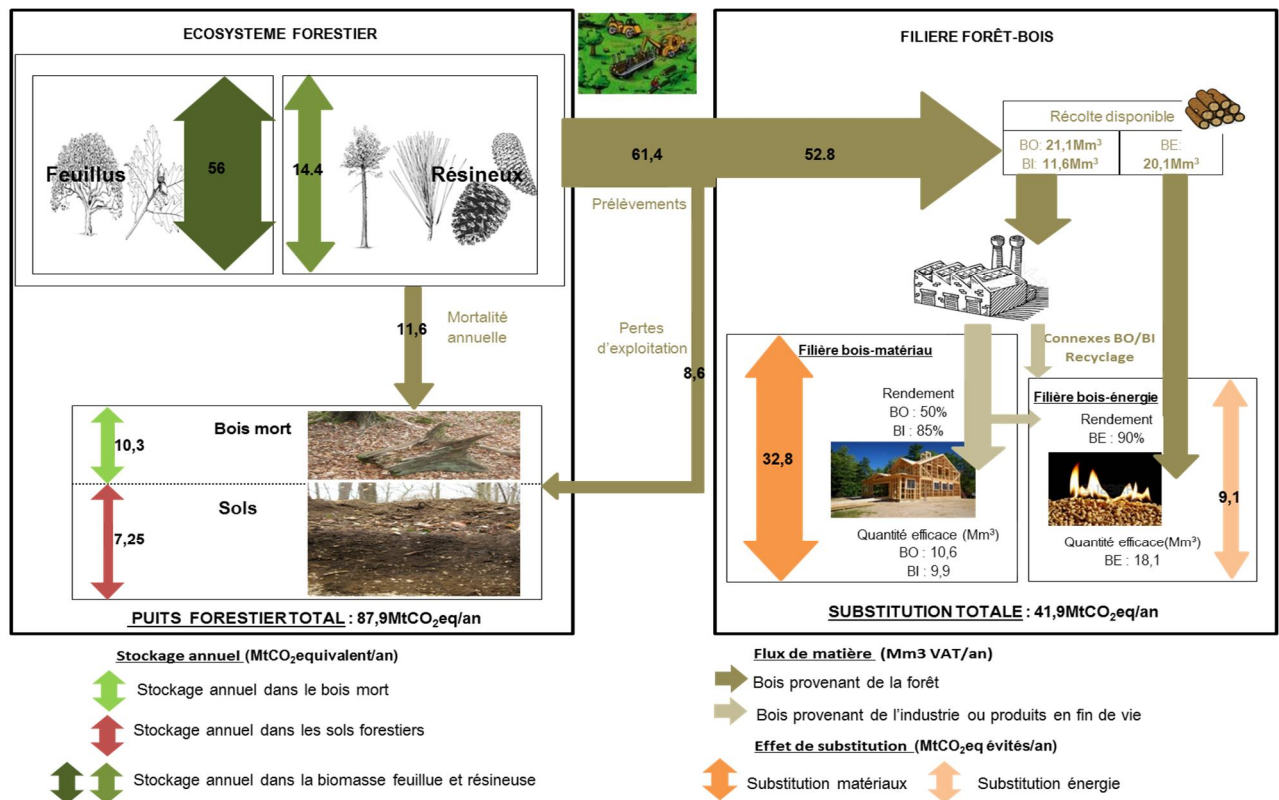 ECOSYSTEME FORESTIER
Feuillus
56
14.4
Résineux
Mortalité
annuelle
11,6
Bois mort
10,3
Sols
7,25
PUITS FORESTIER TOTAL : 87,9MtCO₂eq/an
61,4
52.8
Prélèvements
Pertes
d'exploitation
8,6
FILIERE FORÊT-BOIS
Récolte disponible
BO: 21,1Mm³
BI: 11,6Mm³
BE:
20,1Mm³
Connexes BO/BI
Recyclage
Filière bois-matériau
Rendement
BO : 50%
BI : 85%
32,8
Quantité efficace (Mm³)
BO : 10,6
BI : 9,9
Filière bois-énergie
Rendement
BE : 90%
9,1
Quantité efficace(Mm³)
BE : 18,1
SUBSTITUTION TOTALE : 41,9MtCO₂eq/an
Stockage annuel (MtCO₂equivalent/an)
Stockage annuel dans le bois mort
Stockage annuel dans les sols forestiers
Stockage annuel dans la biomasse feuillue et résineuse
Flux de matière (Mm3 VAT/an)
Bois provenant de la forêt
Bois provenant de l'industrie ou produits en fin de vie
Effet de substitution (MtCO₂eq évités/an)
Substitution matériaux
Substitution énergie